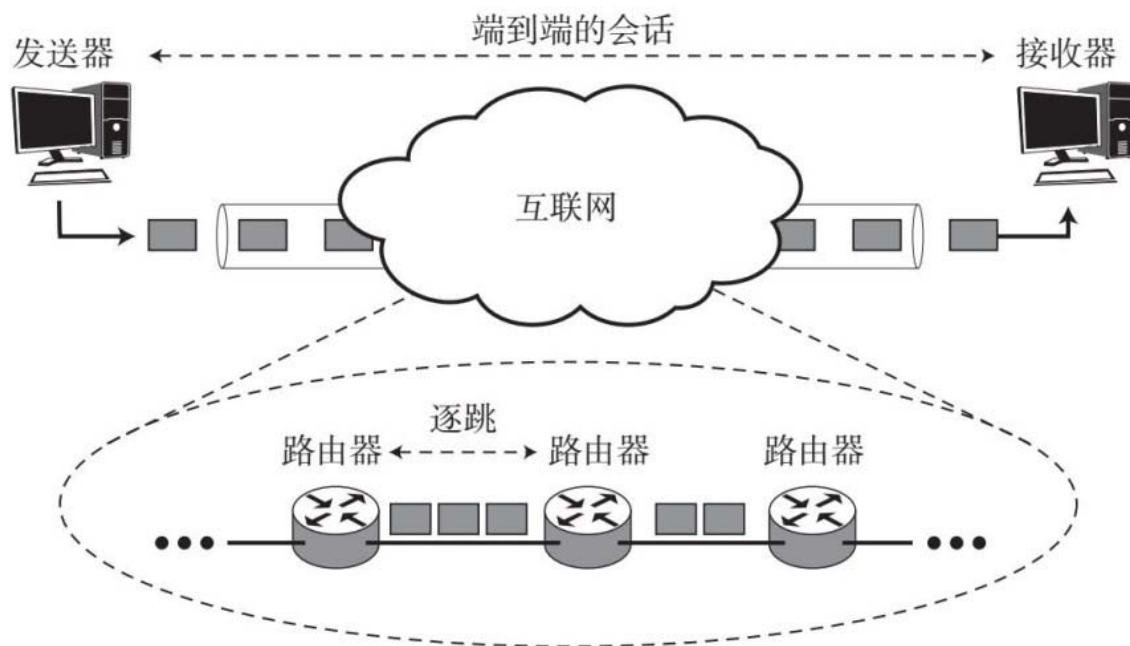 端到端的会话
发送器
接收器
互联网
逐跳
路由器
路由器
路由器